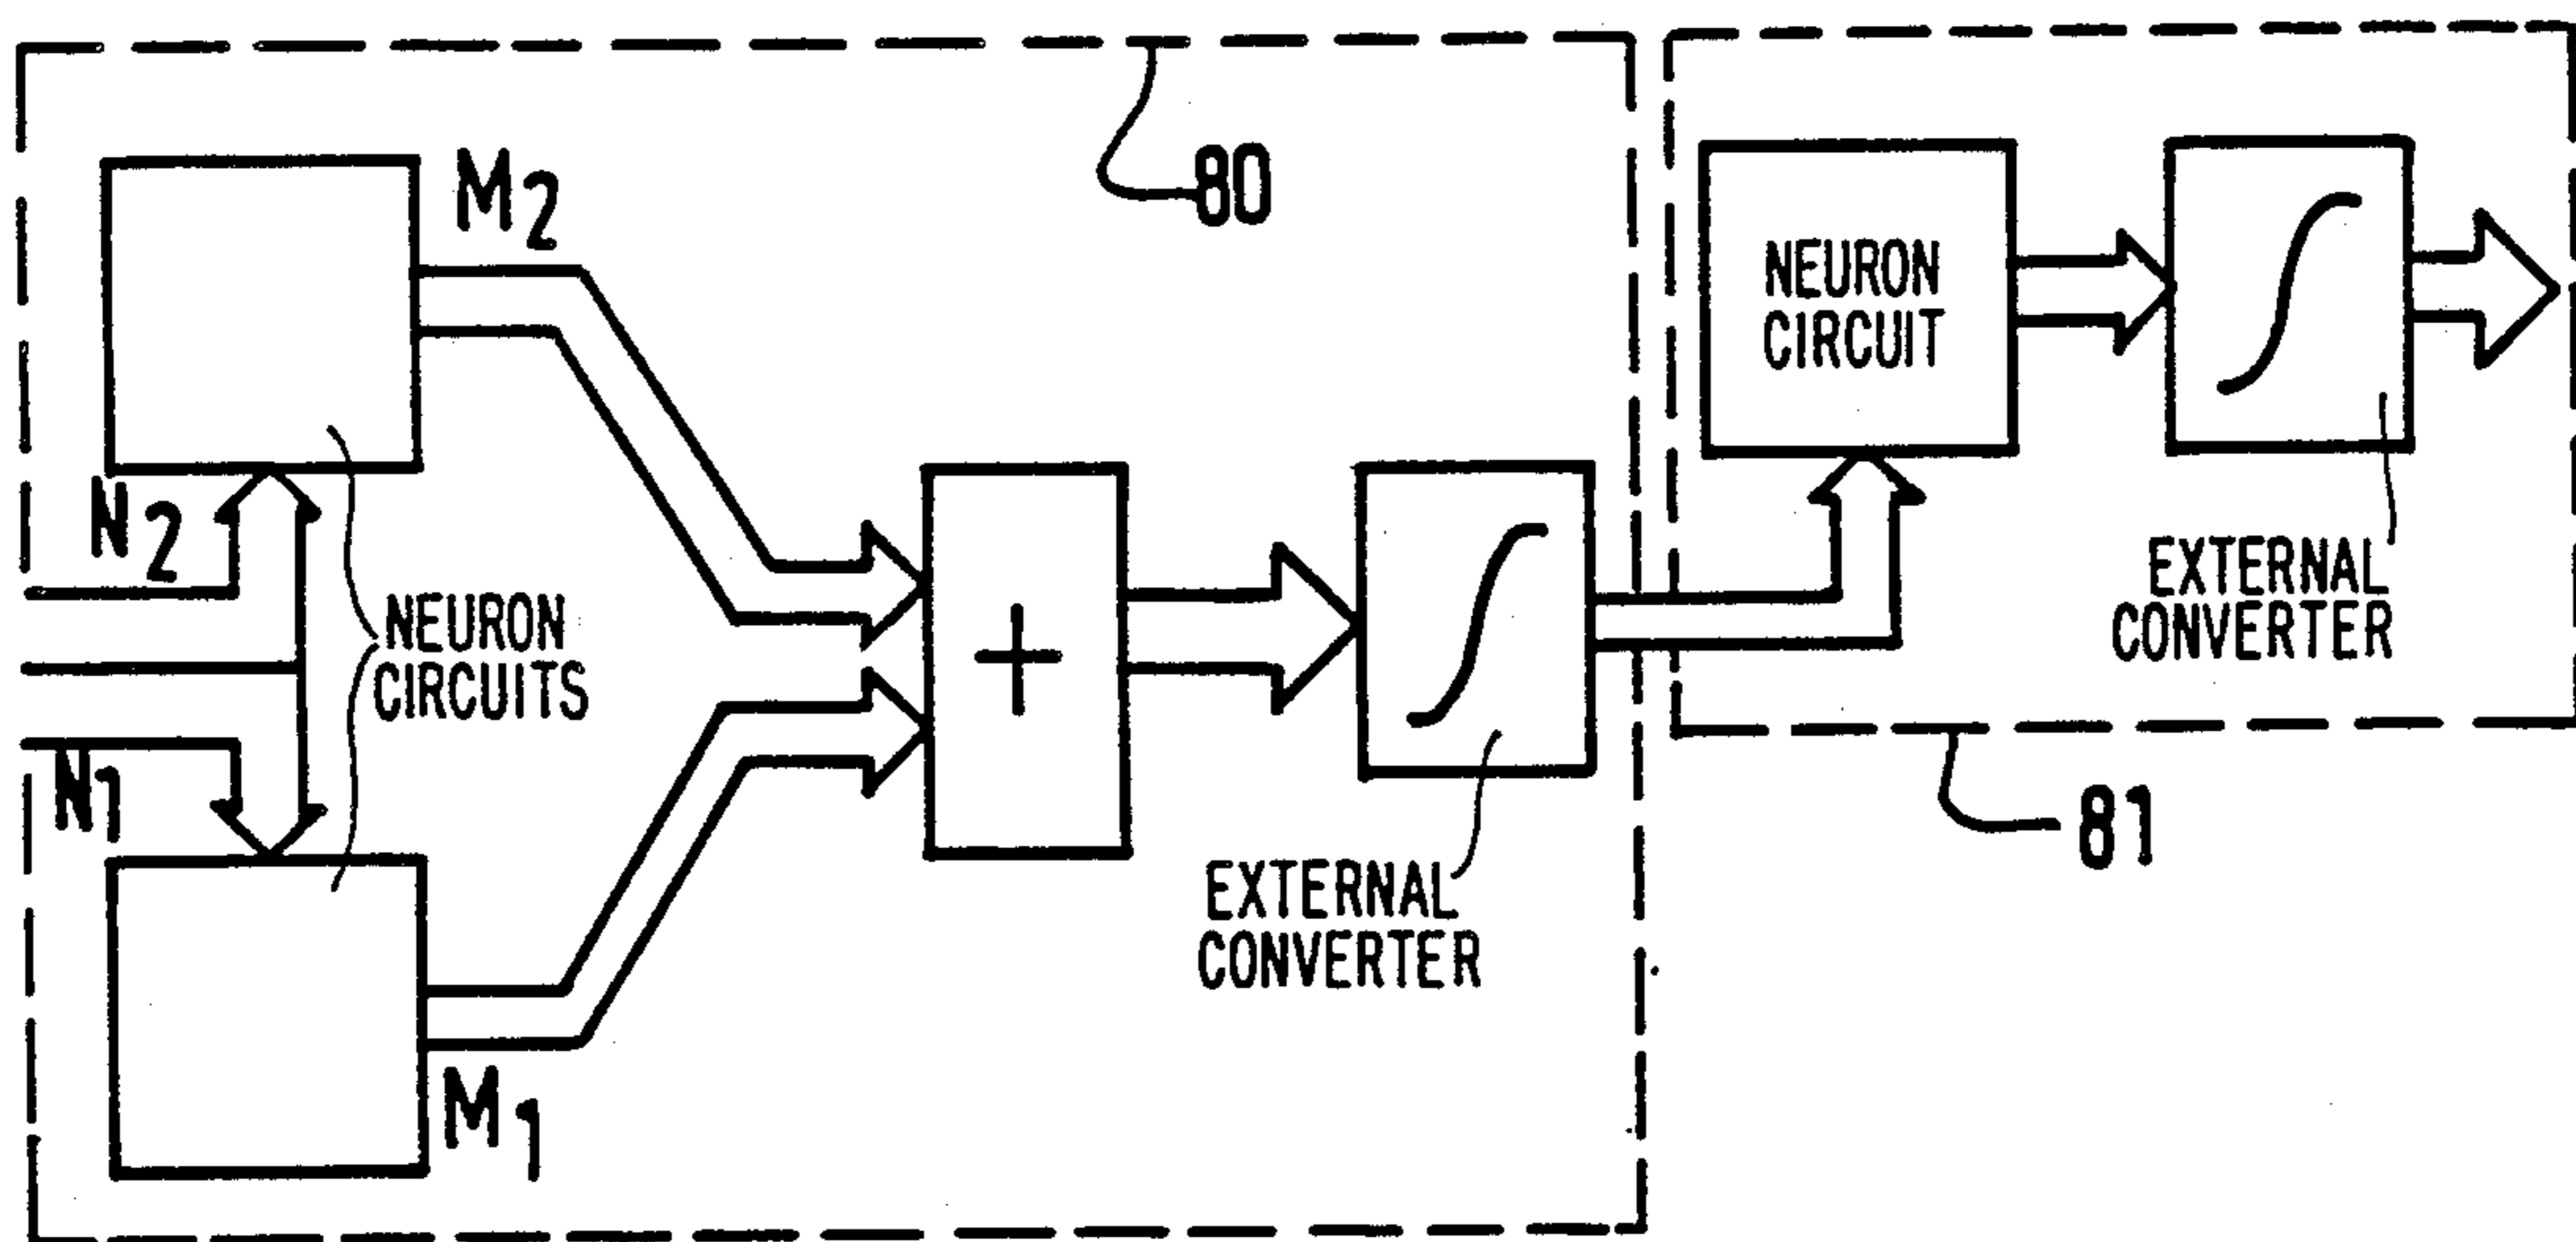 M2
80
NEURON
CIRCUIT
N2
NEURON
CIRCUITS
+
EXTERNAL
CONVERTER
N1
81
EXTERNAL
CONVERTER
M1